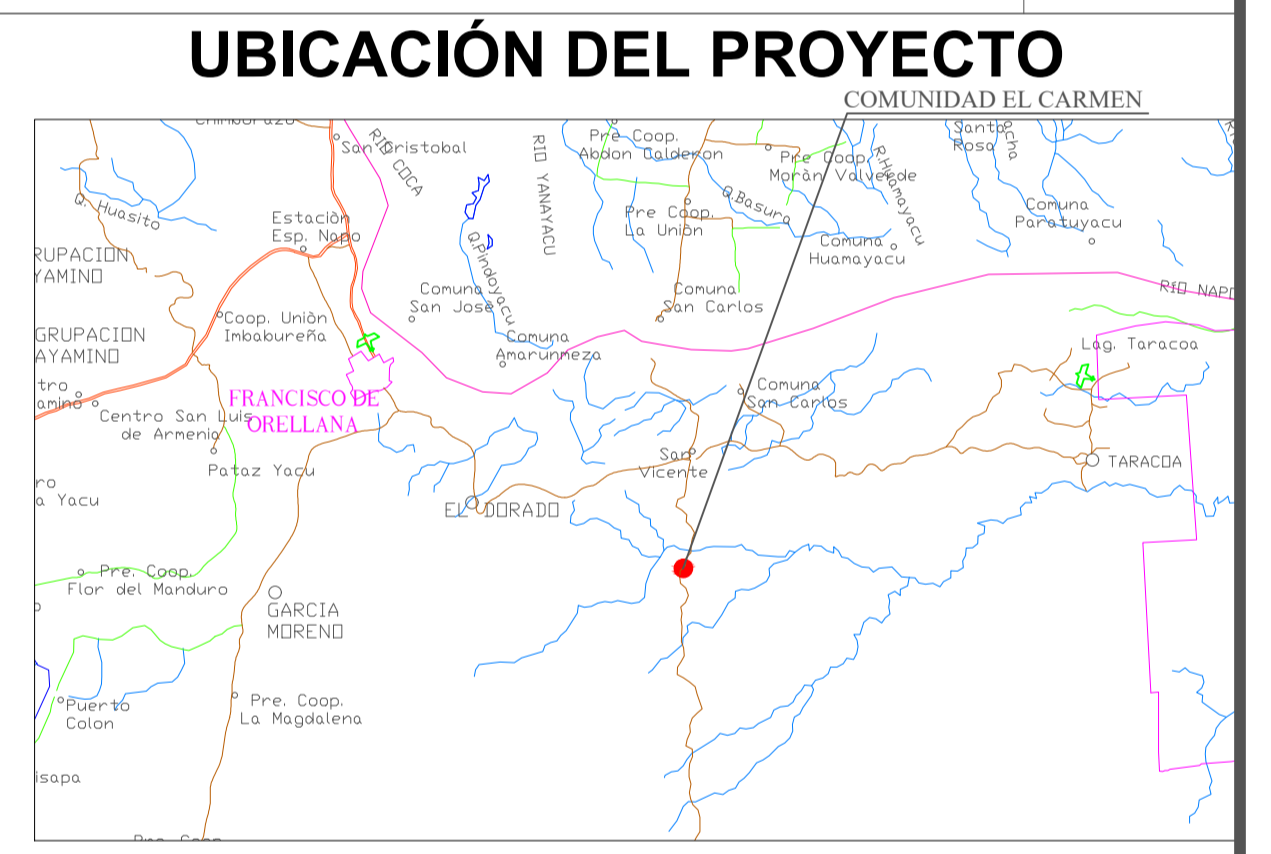 UBICACIÓN DEL PROYECTO
COMUNIDAD EL CARMEN
San Cristobal
RIO COCA
RIO YANAYACU
Pre Coop.
Abdon Calderon
Pre Coop.
Moràn Valverde
R.Huamayacu
Santa
Rosa
Q. Huasito
Estaciòn
Esp. Napo
Q.Pindoyacu
Pre Coop.
La Uniòn
Q.Basura
Comuna
Huamayacu
Comuna
Paratuyacu
RUPACION
YAMINO
Comuna
San Josè
Comuna
San Carlos
RIO NAPO
Coop. Uniòn
Imbabureña
GRUPACION
AYAMINO
Comuna
Amarunmeza
Lag. Taracoa
tro
amino
FRANCISCO DE
ORELLANA
Comuna
San Carlos
Centro San Luis
de Armenia
Pataz Yacu
San
Vicente
TARACOA
ro
a Yacu
EL DORADO
Pre. Coop.
Flor del Manduro
GARCIA
MORENO
Puerto
Colon
Pre. Coop.
La Magdalena
isapa